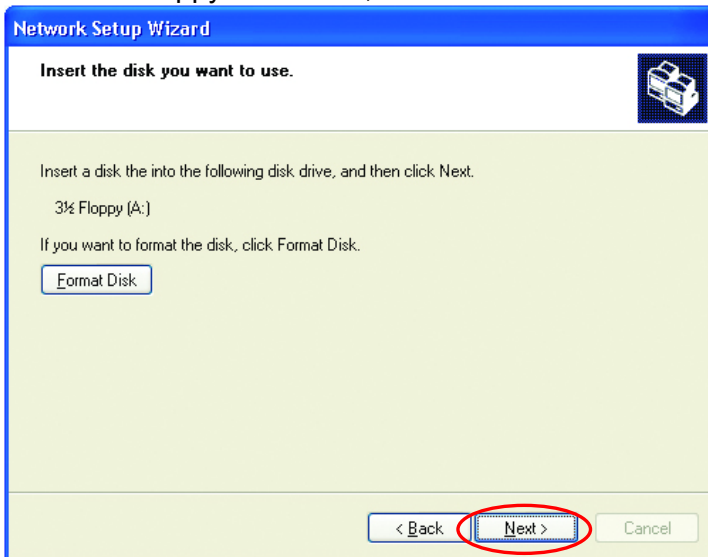 Network Setup Wizard
Insert the disk you want to use.
Insert a disk the into the following disk drive, and then click Next.
3½ Floppy (A:)
If you want to format the disk, click Format Disk.
Format Disk
< Back Next > Cancel